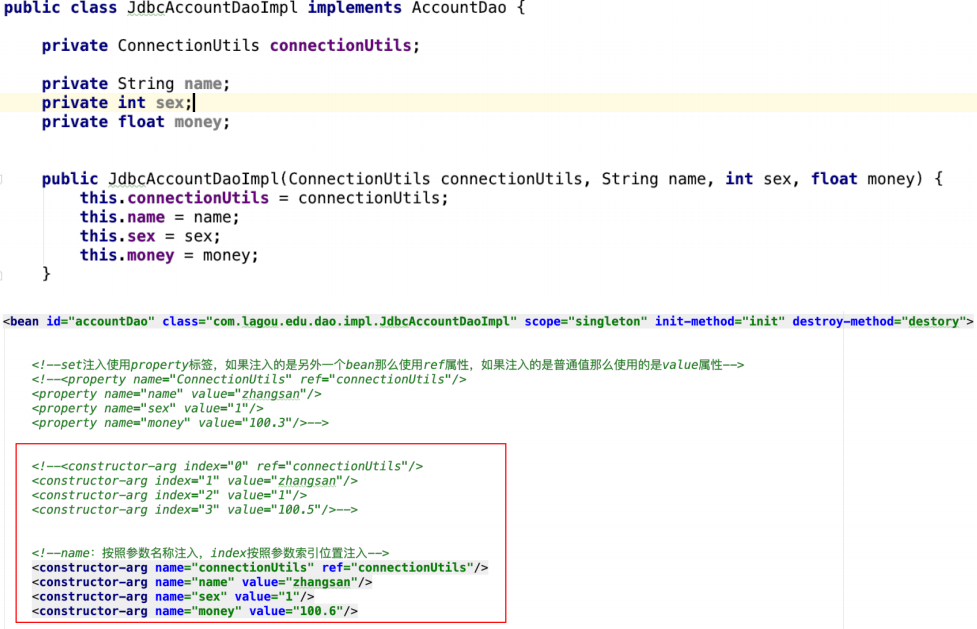 public class JdbcAccountDaoImpl implements AccountDao {
private ConnectionUtils connectionUtils;
private String name;
private int sex;
private float money;
public JdbcAccountDaoImpl(ConnectionUtils connectionUtils, String name, int sex, float money) {
this.connectionUtils = connectionUtils;
this.name = name;
this.sex = sex;
this.money = money;
}
<bean id="accountDao" class="com.lagou.edu.dao.impl.JdbcAccountDaoImpl" scope="singleton" init-method="init" destroy-method="destory">
<!--set注入使用property标签，如果注入的是另外一个bean那么使用ref属性，如果注入的是普通值那么使用的是value属性-->
<!--<property name="ConnectionUtils" ref="connectionUtils"/>
<property name="name" value="zhangsan"/>
<property name="sex" value="1"/>
<property name="money" value="100.3"/>-->
<!--<constructor-arg index="0" ref="connectionUtils"/>
<constructor-arg index="1" value="zhangsan"/>
<constructor-arg index="2" value="1"/>
<constructor-arg index="3" value="100.5"/>-->
<!--name：按照参数名称注入，index按照参数索引位置注入-->
<constructor-arg name="connectionUtils" ref="connectionUtils"/>
<constructor-arg name="name" value="zhangsan"/>
<constructor-arg name="sex" value="1"/>
<constructor-arg name="money" value="100.6"/>